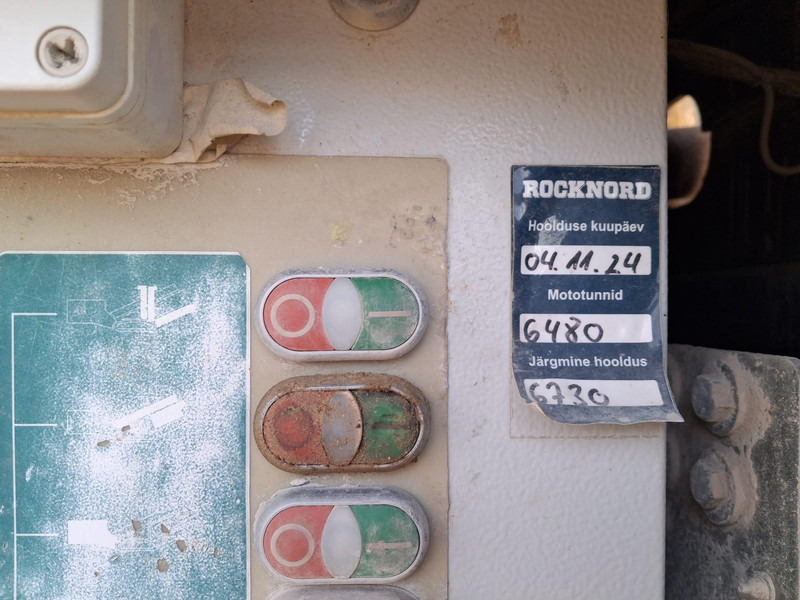 ROCKNORD
Hoolduse kuupäev
04.11.24
Mototunnid
6480
Järgmine hooldus
6730